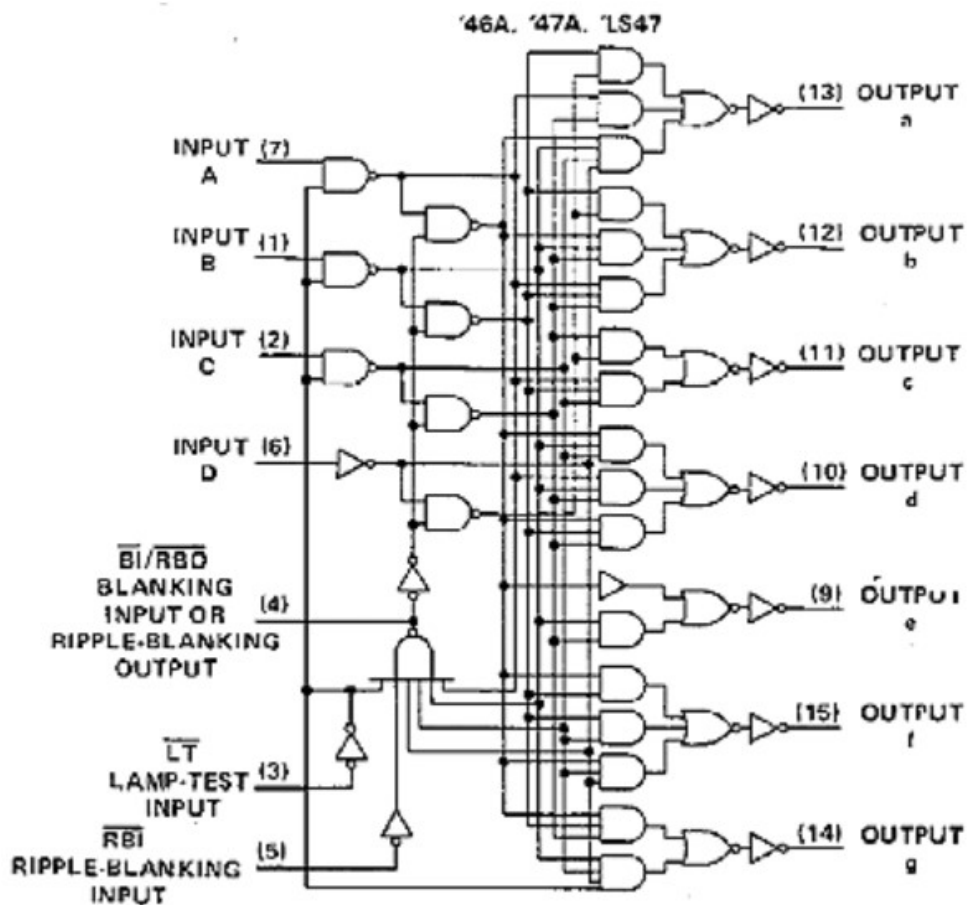 '46A, '47A, 'LS47
(13) OUTPUT
a
INPUT (7)
A
(12) OUTPUT
b
INPUT (1)
B
(11) OUTPUT
c
INPUT (2)
C
(10) OUTPUT
d
INPUT (6)
D
(9) OUTPUT
e
BI/RBO
BLANKING
INPUT OR (4)
RIPPLE-BLANKING
OUTPUT
(15) OUTPUT
f
LT
LAMP-TEST (3)
INPUT
(14) OUTPUT
g
RBI
RIPPLE-BLANKING (5)
INPUT